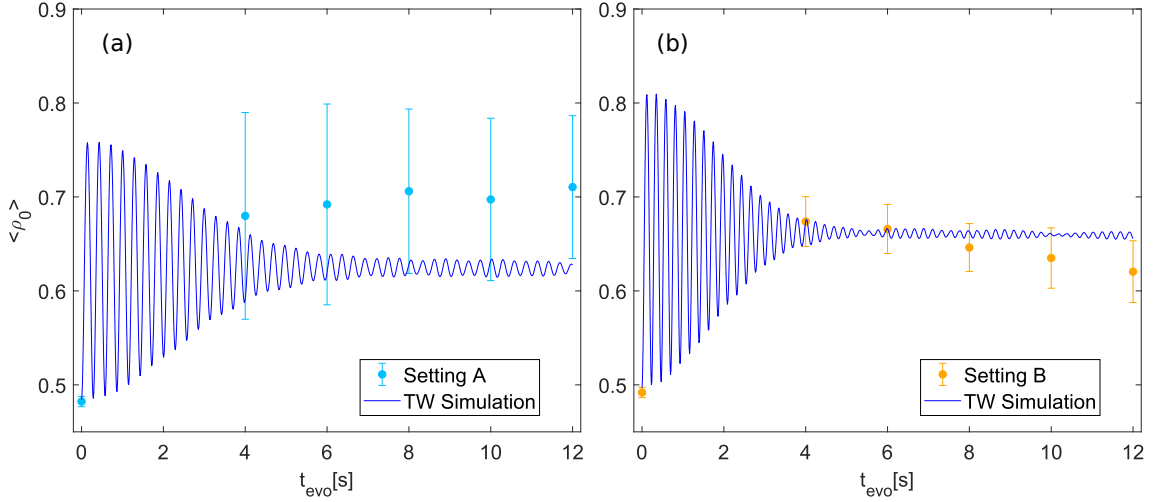 (a)
0.9
0.8
0.7
0.6
0.5
<ρ₀>
0 2 4 6 8 10 12
t_evo[s]
Setting A
TW Simulation
(b)
0.9
0.8
0.7
0.6
0.5
0 2 4 6 8 10 12
t_evo[s]
Setting B
TW Simulation